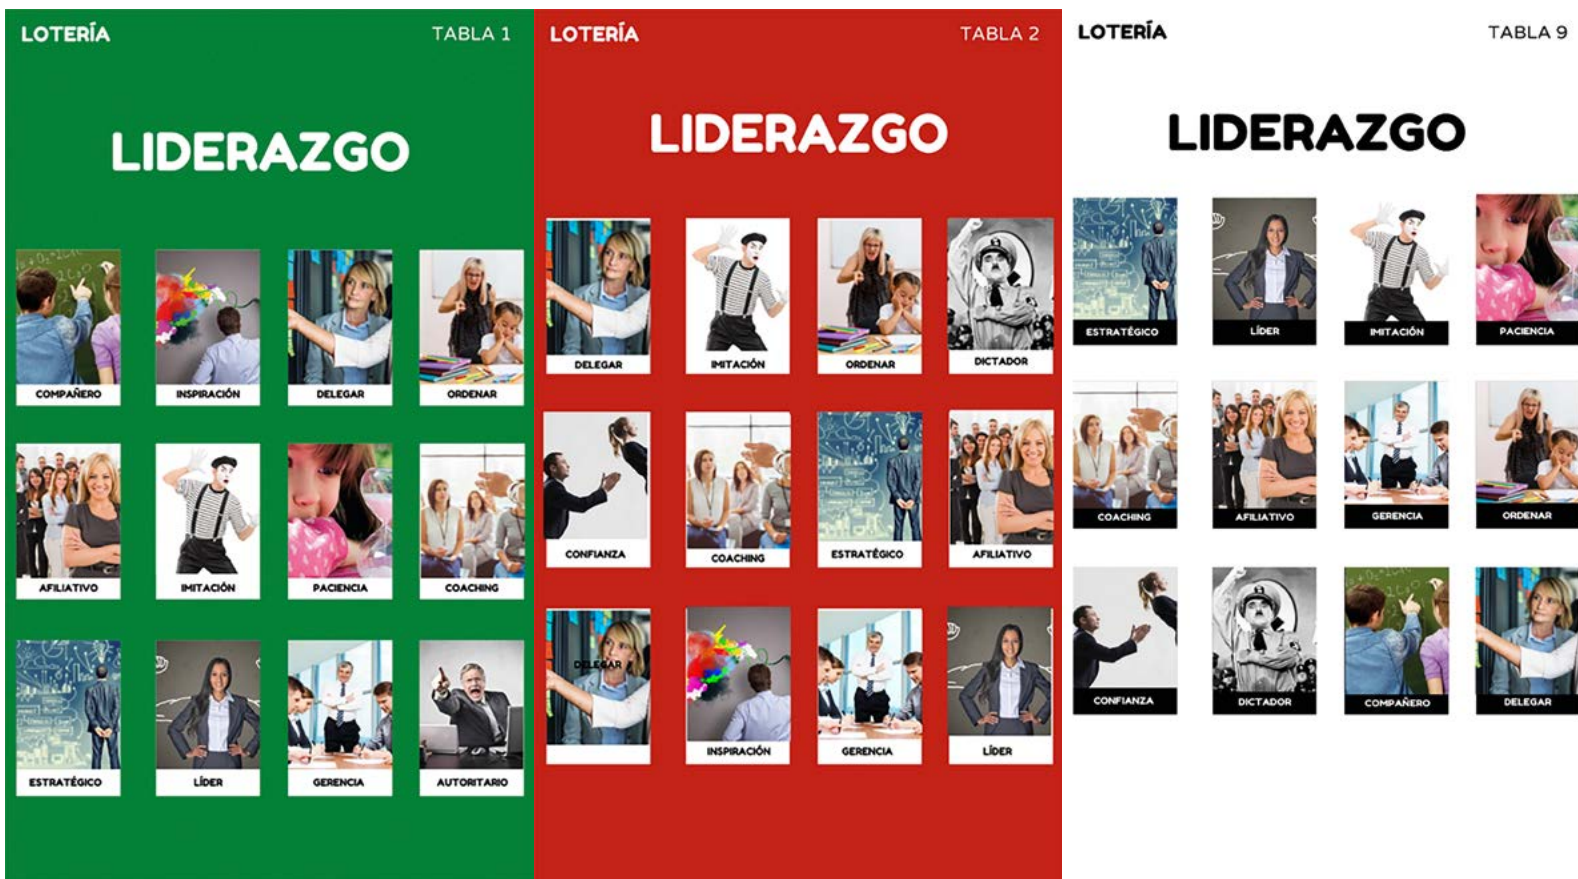 LOTERÍA
TABLA 1
LIDERAZGO
COMPAÑERO
INSPIRACIÓN
DELEGAR
ORDENAR
AFILIATIVO
IMITACIÓN
PACIENCIA
COACHING
ESTRATÉGICO
LÍDER
GERENCIA
AUTORITARIO
LOTERÍA
TABLA 2
LIDERAZGO
DELEGAR
IMITACIÓN
ORDENAR
DICTADOR
CONFIANZA
COACHING
ESTRATÉGICO
AFILIATIVO
DELEGAR
INSPIRACIÓN
GERENCIA
LÍDER
LOTERÍA
TABLA 9
LIDERAZGO
ESTRATÉGICO
LÍDER
IMITACIÓN
PACIENCIA
COACHING
AFILIATIVO
GERENCIA
ORDENAR
CONFIANZA
DICTADOR
COMPAÑERO
DELEGAR